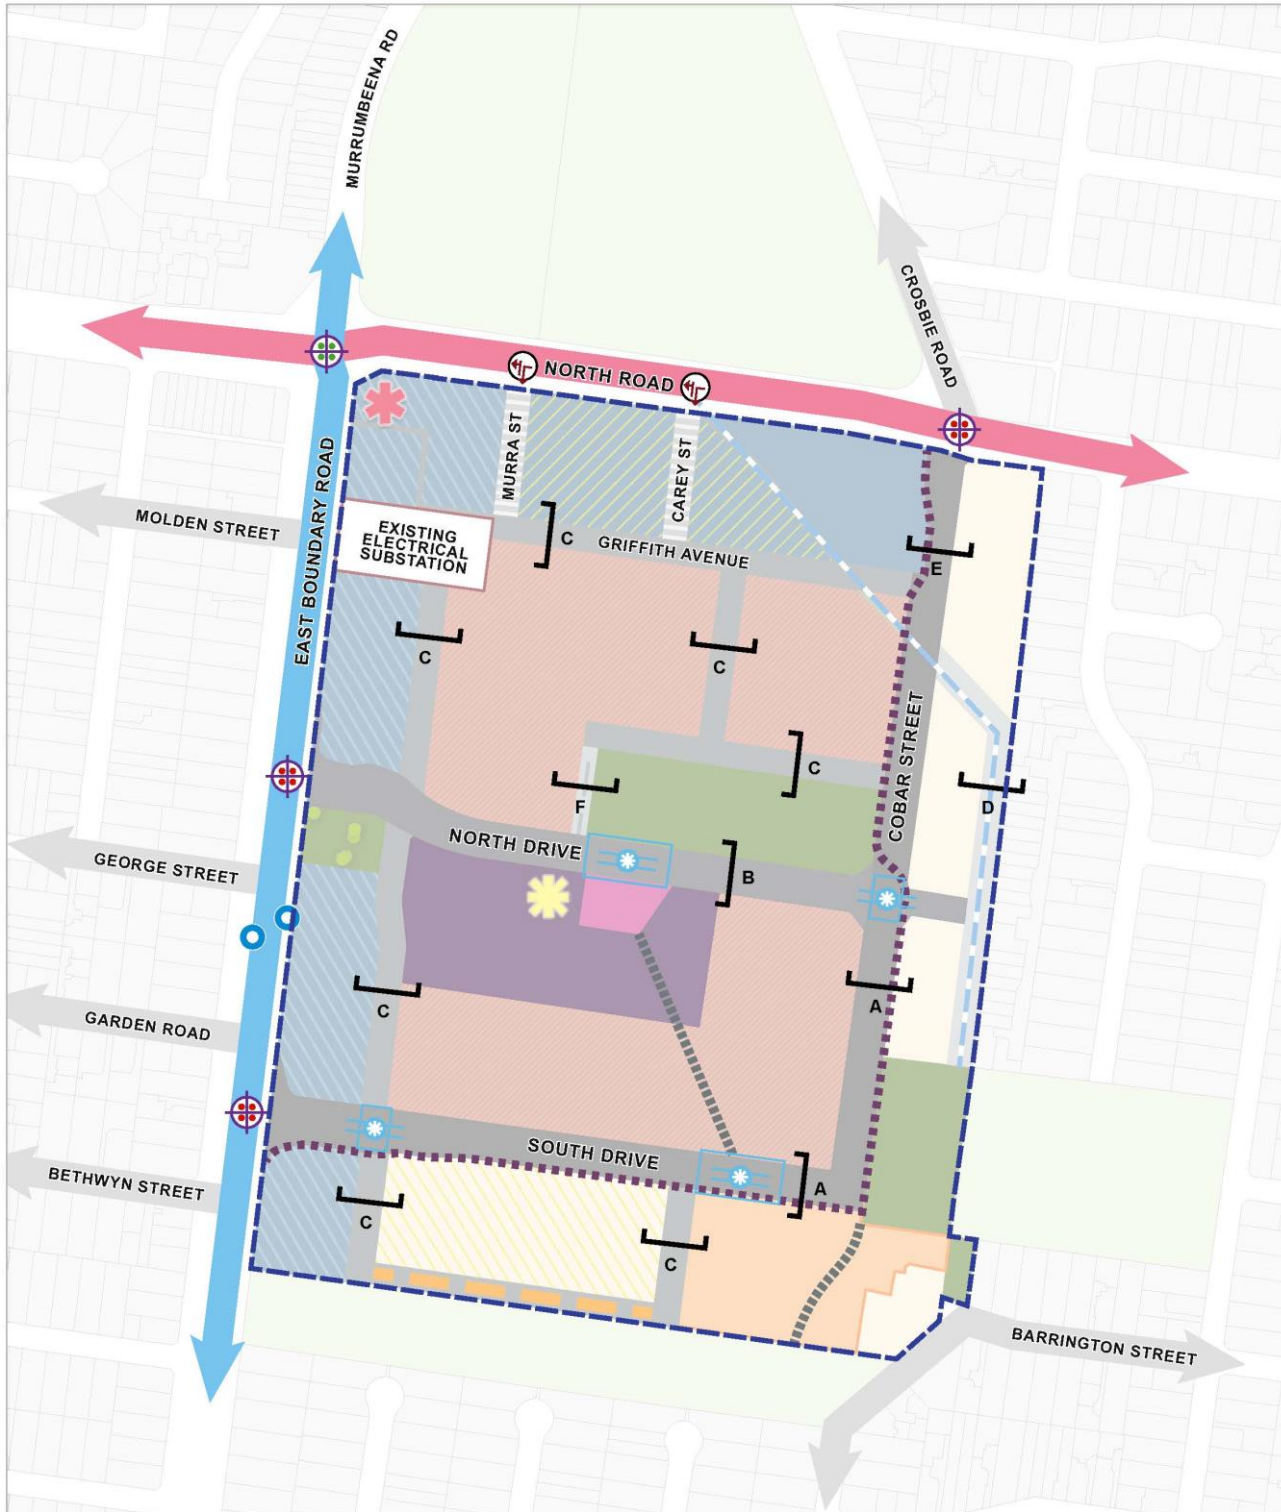 MURRUMBEENA RD
CROSBIE ROAD
NORTH ROAD
EAST BOUNDARY ROAD
MURRA ST
CAREY ST
MOLDEN STREET
EXISTING
ELECTRICAL
SUBSTATION
C
GRIFFITH AVENUE
E
C
C
COBAR STREET
C
F
D
NORTH DRIVE
B
GEORGE STREET
C
A
GARDEN ROAD
SOUTH DRIVE
A
BETHWYN STREET
C
C
BARRINGTON STREET